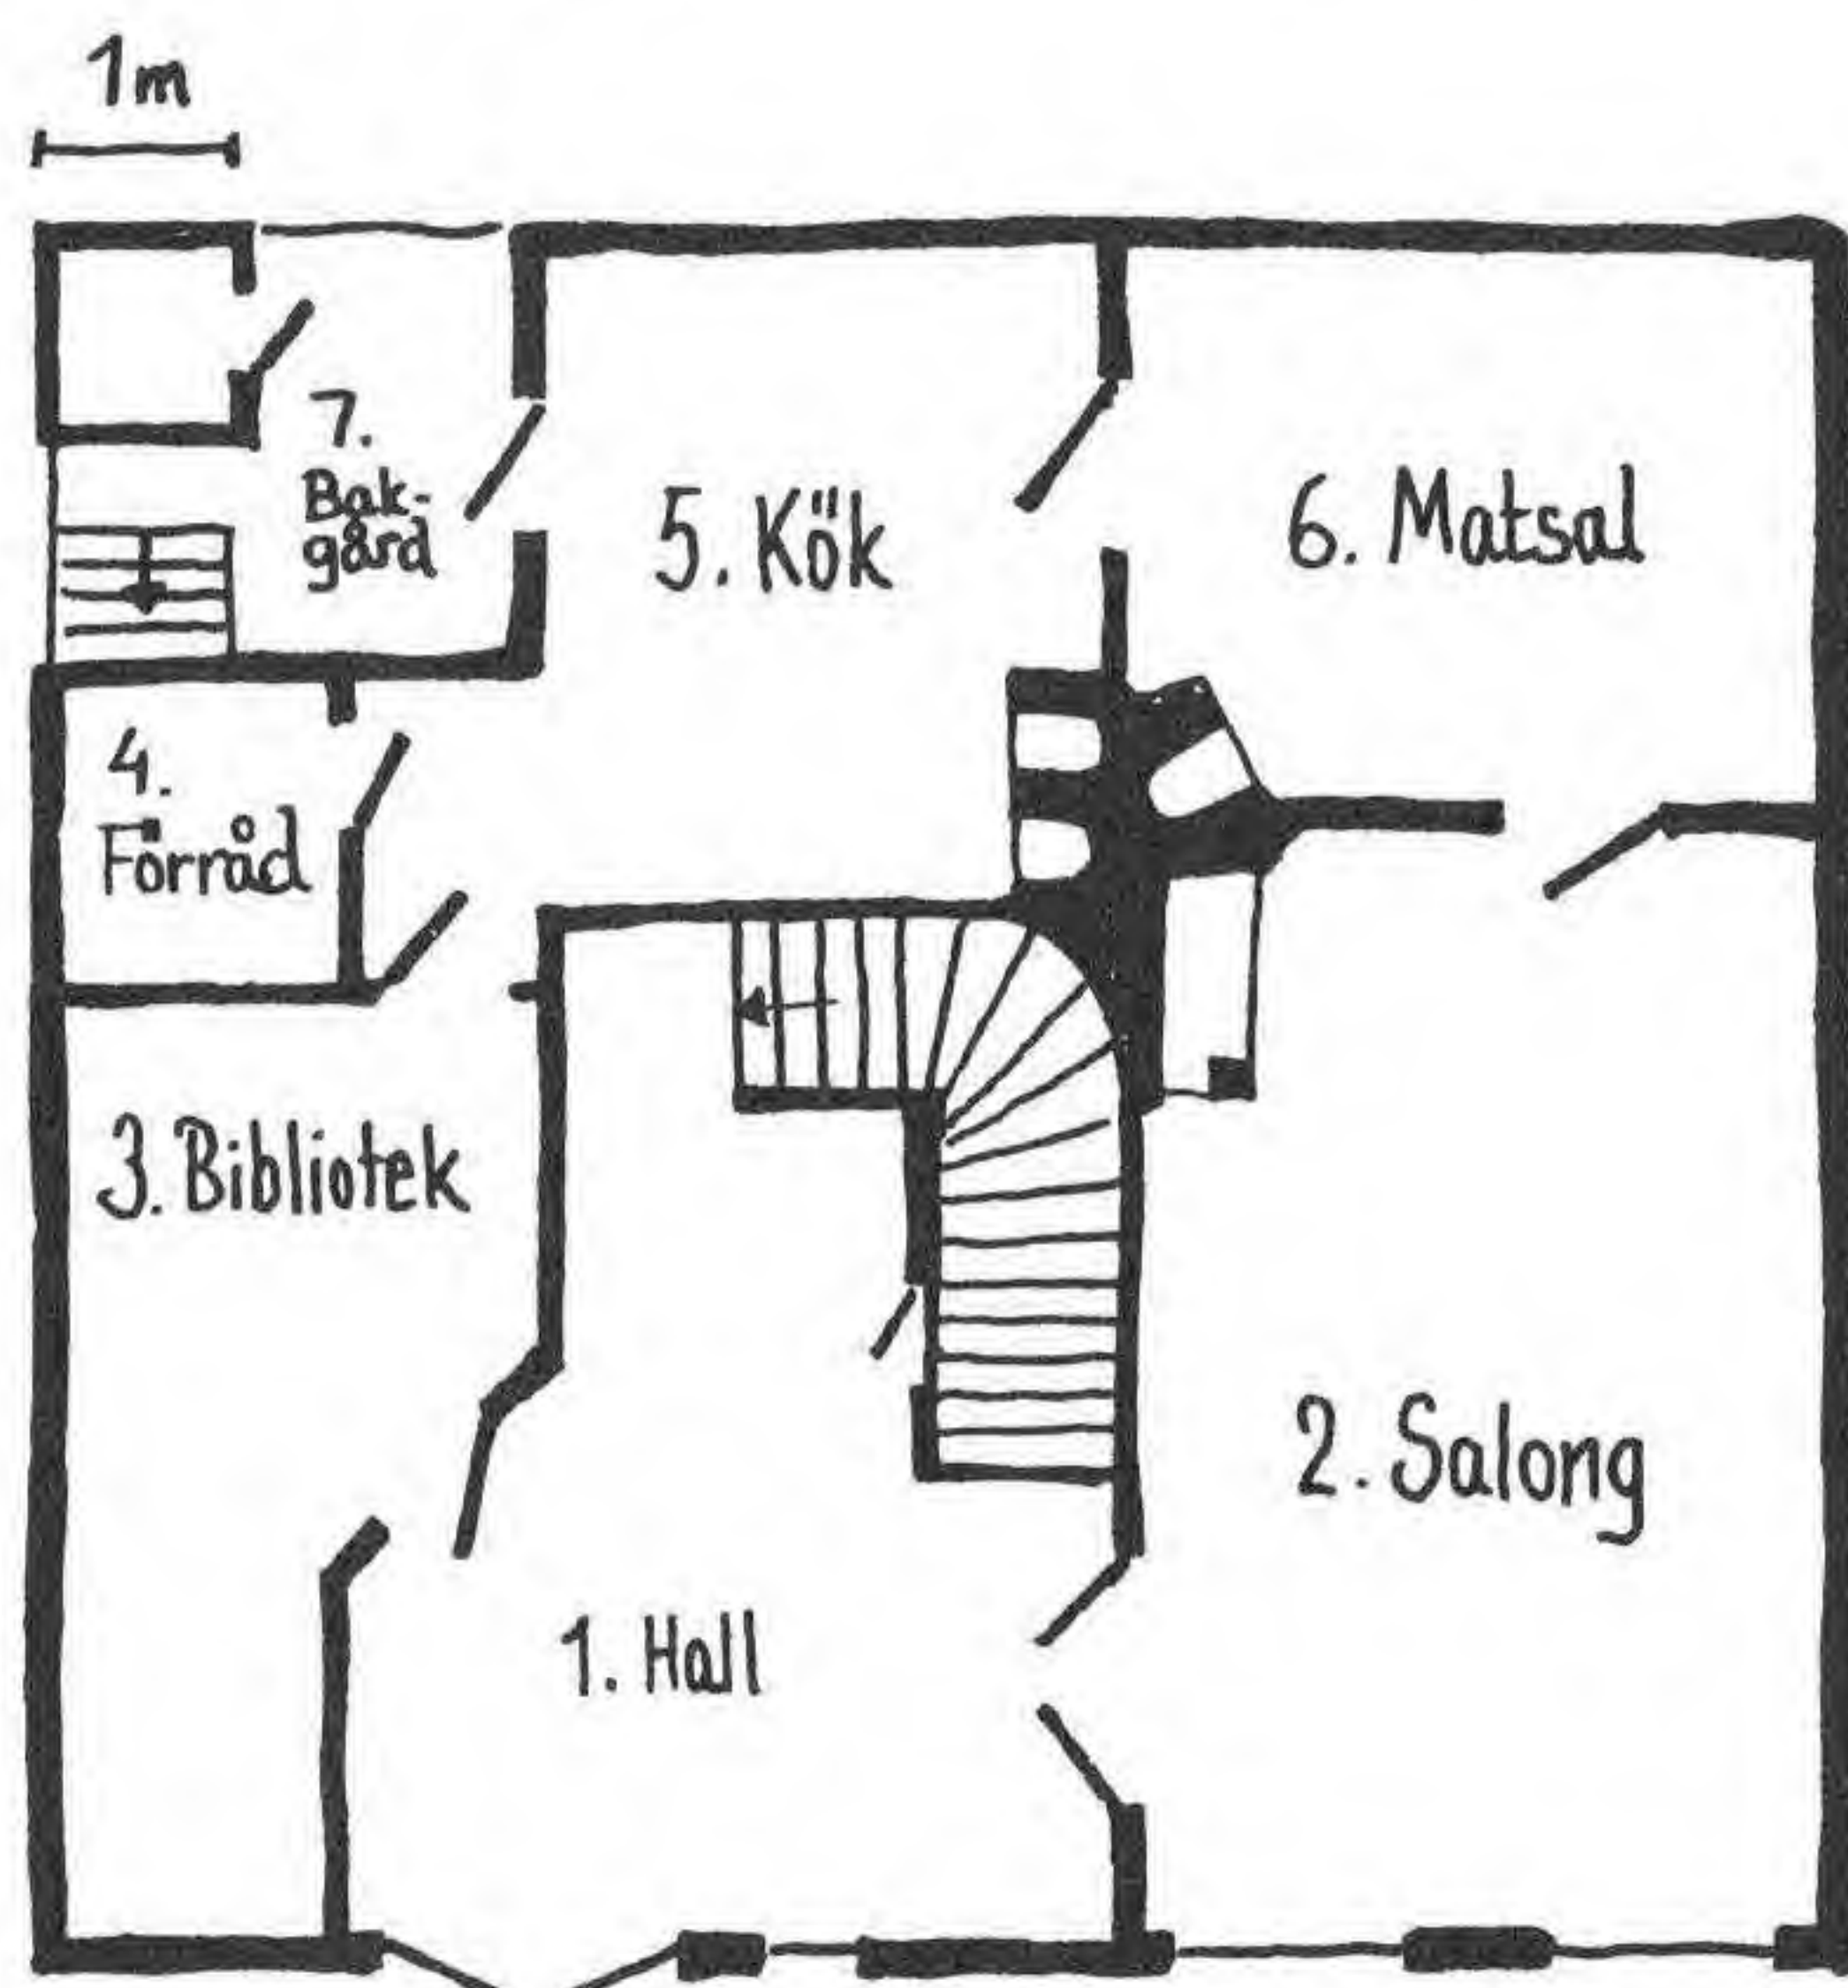 1m
7.
Bak-
gård
5. Kök
6. Matsal
4.
Förråd
3. Bibliotek
2. Salong
1. Hall